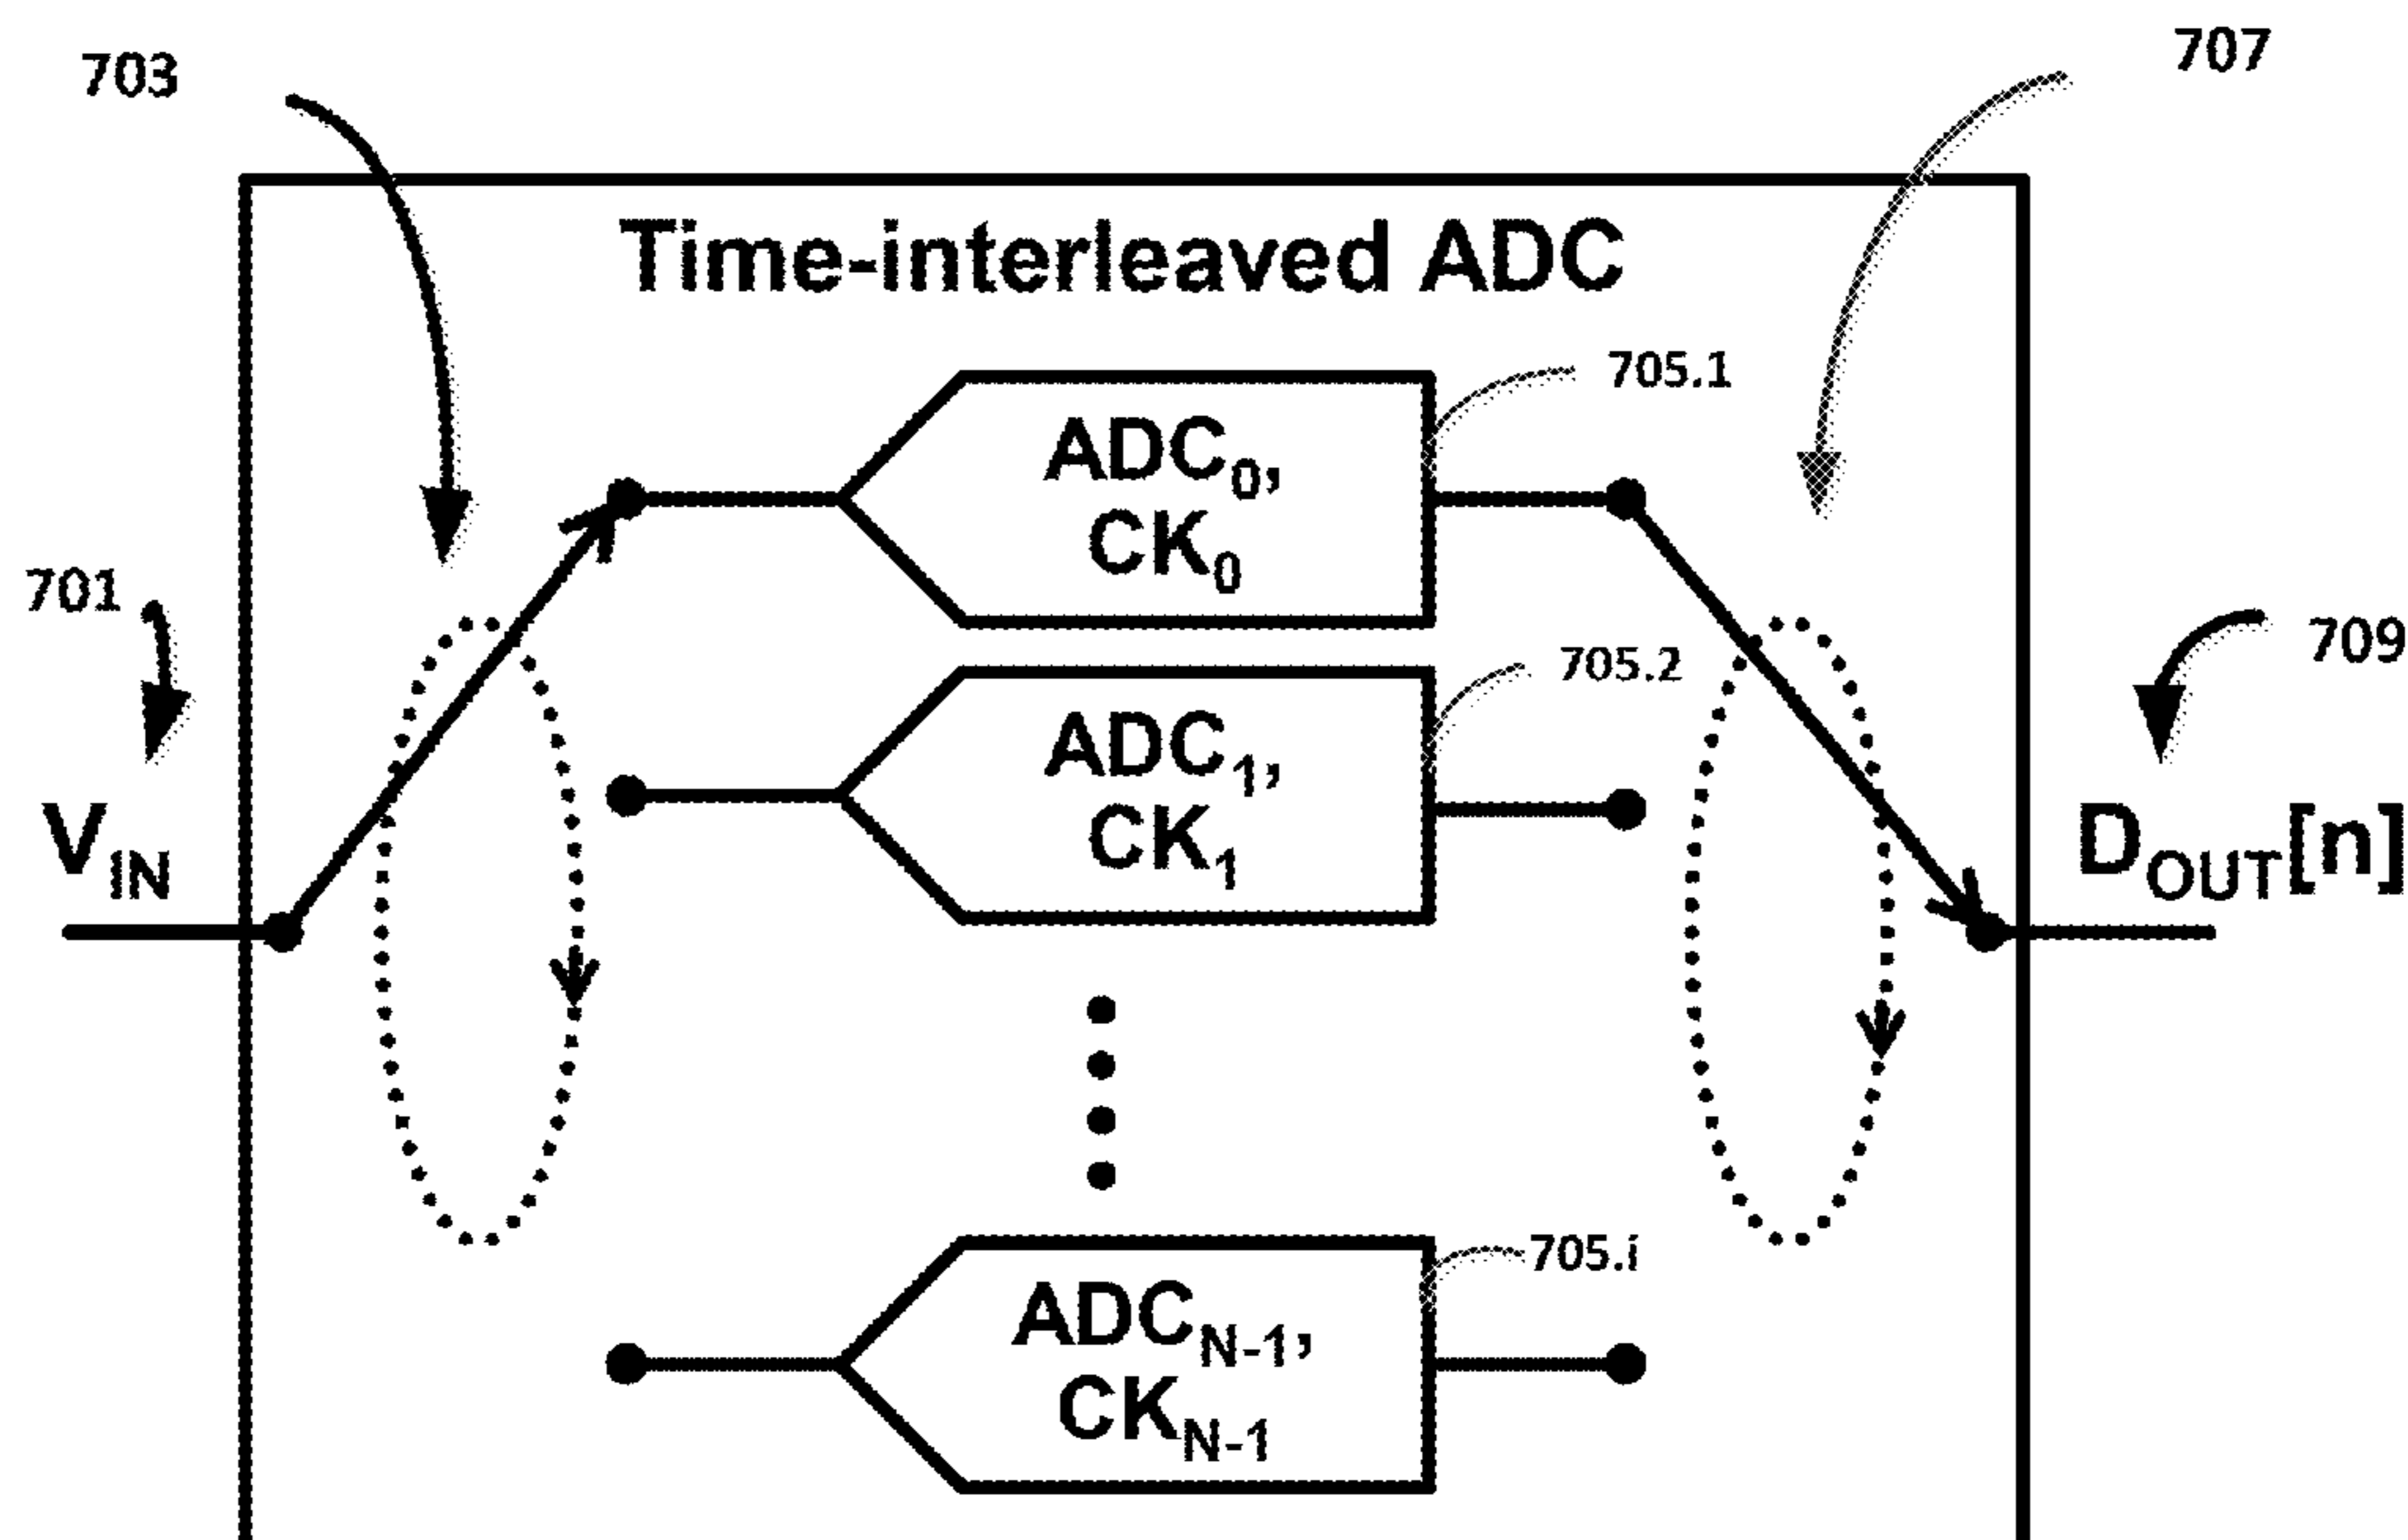 703
707
Time-interleaved ADC
705.1
ADC0,
CK0
701
709
705.2
ADC1,
CK1
VIN
DOUT[n]
705.i
ADCN-1,
CKN-1